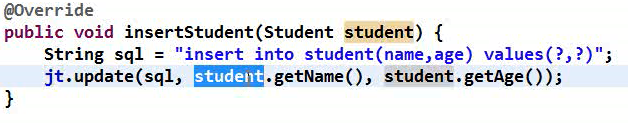 @Override
public void insertStudent(Student student) {
String sql = "insert into student(name,age) values(?,?)";
jt.update(sql, student.getName(), student.getAge());
}